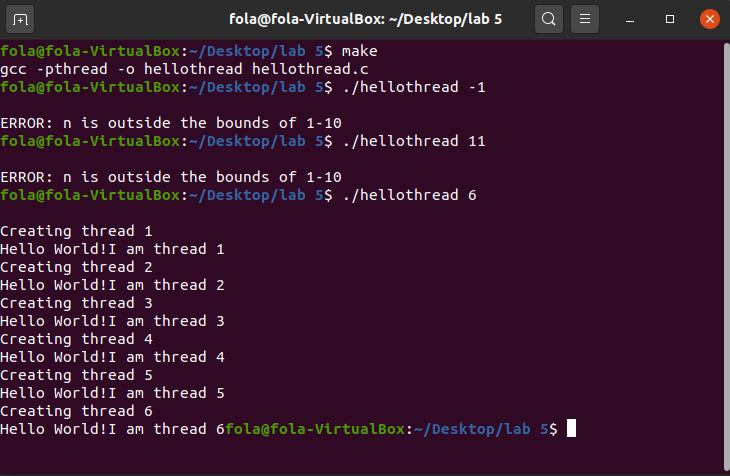 fola@fola-VirtualBox: ~/Desktop/lab 5
fola@fola-VirtualBox:~/Desktop/lab 5$ make
gcc -pthread -o hellothread hellothread.c
fola@fola-VirtualBox:~/Desktop/lab 5$ ./hellothread -1
ERROR: n is outside the bounds of 1-10
fola@fola-VirtualBox:~/Desktop/lab 5$ ./hellothread 11
ERROR: n is outside the bounds of 1-10
fola@fola-VirtualBox:~/Desktop/lab 5$ ./hellothread 6
Creating thread 1
Hello World!I am thread 1
Creating thread 2
Hello World!I am thread 2
Creating thread 3
Hello World!I am thread 3
Creating thread 4
Hello World!I am thread 4
Creating thread 5
Hello World!I am thread 5
Creating thread 6
Hello World!I am thread 6fola@fola-VirtualBox:~/Desktop/lab 5$